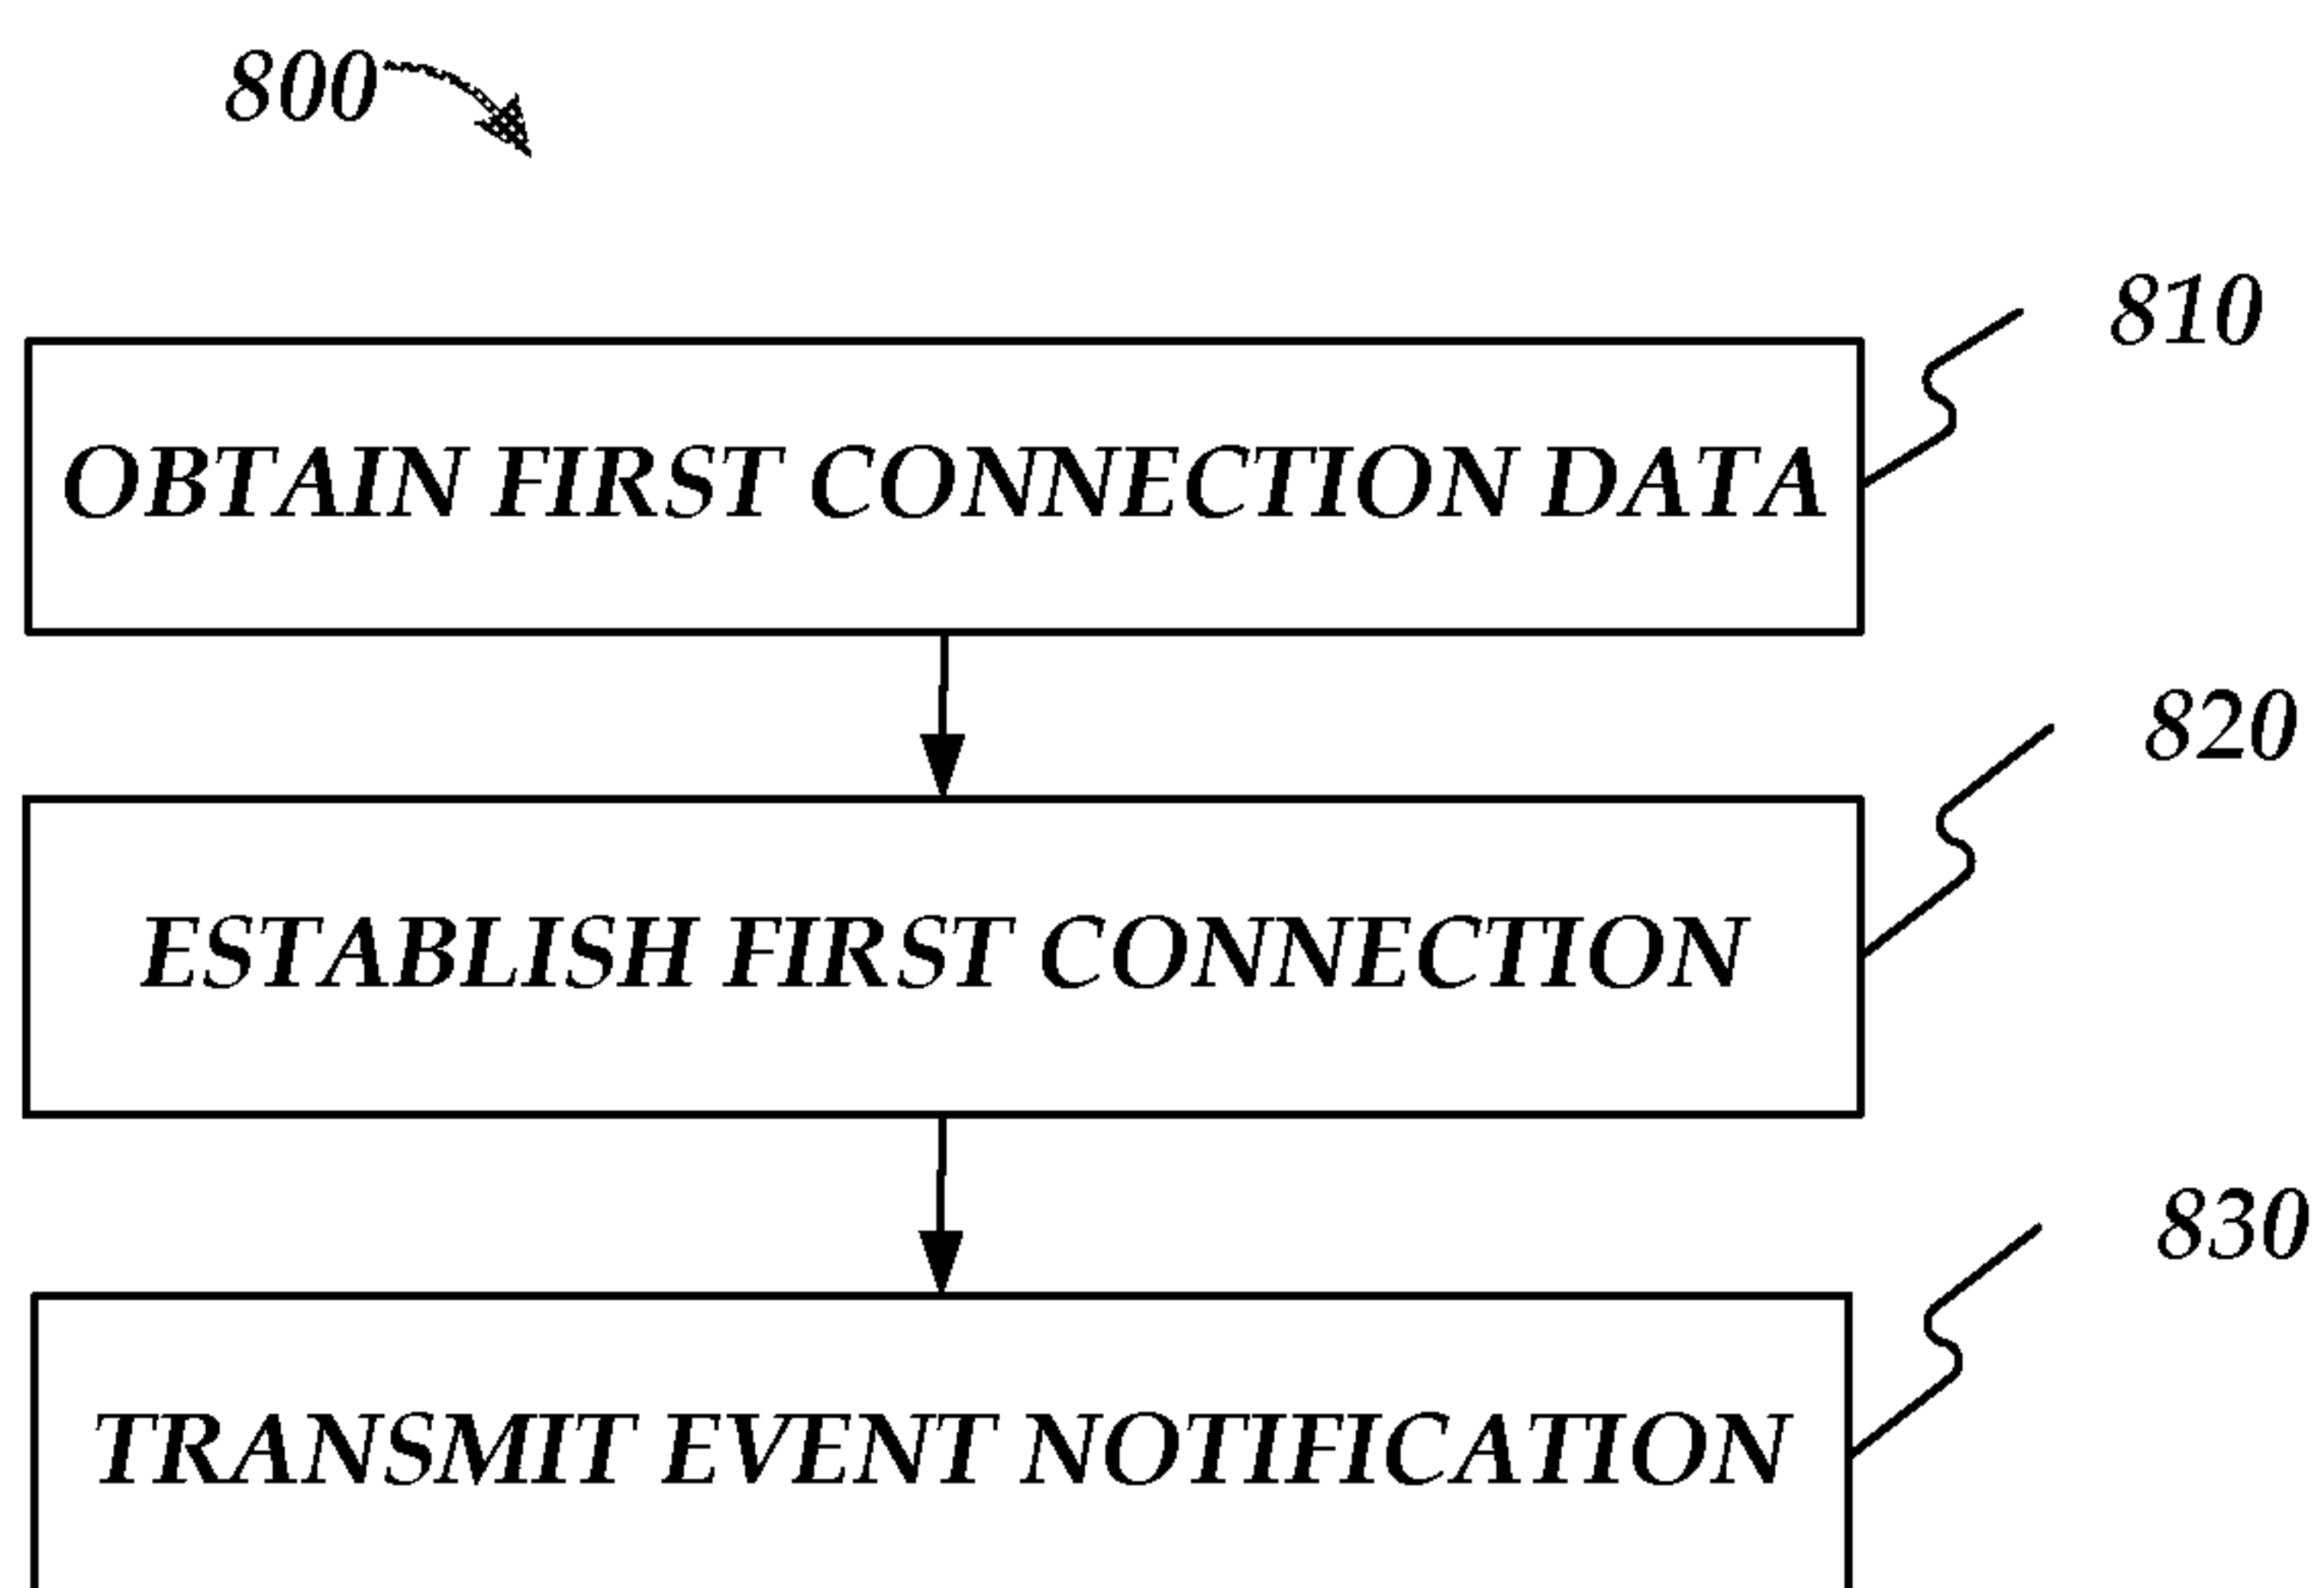 800
810
OBTAIN FIRST CONNECTION DATA
820
ESTABLISH FIRST CONNECTION
830
TRANSMIT EVENT NOTIFICATION